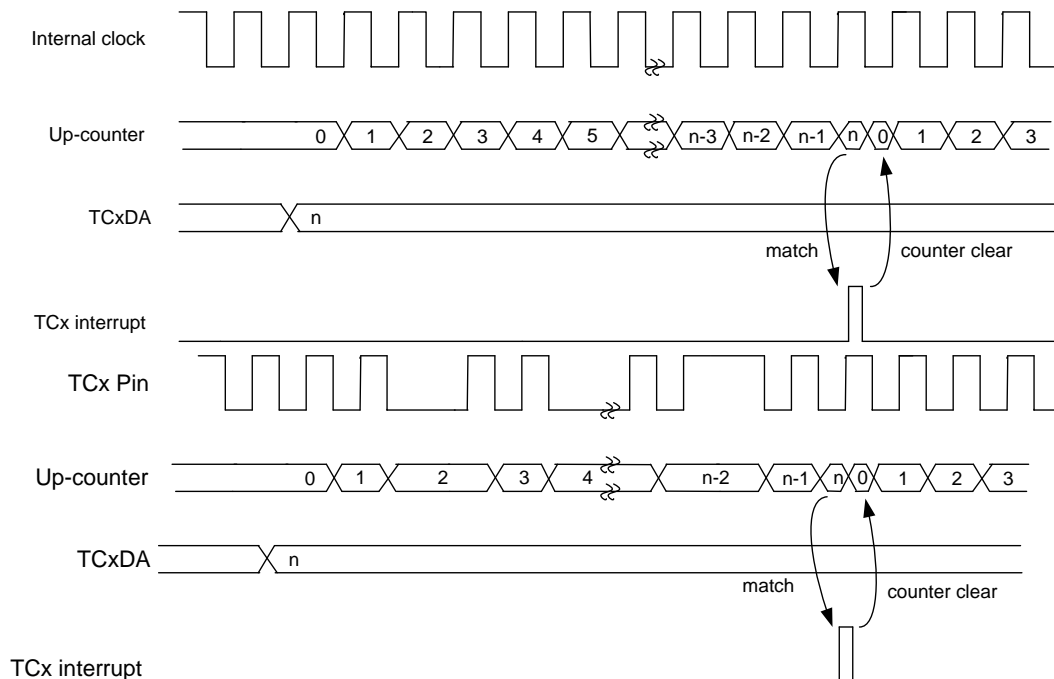 Internal clock
Up-counter 0 1 2 3 4 5 n-3 n-2 n-1 n 0 1 2 3
TCxDA n
match counter clear
TCx interrupt
TCx Pin
Up-counter 0 1 2 3 4 n-2 n-1 n 0 1 2 3
TCxDA n
match counter clear
TCx interrupt